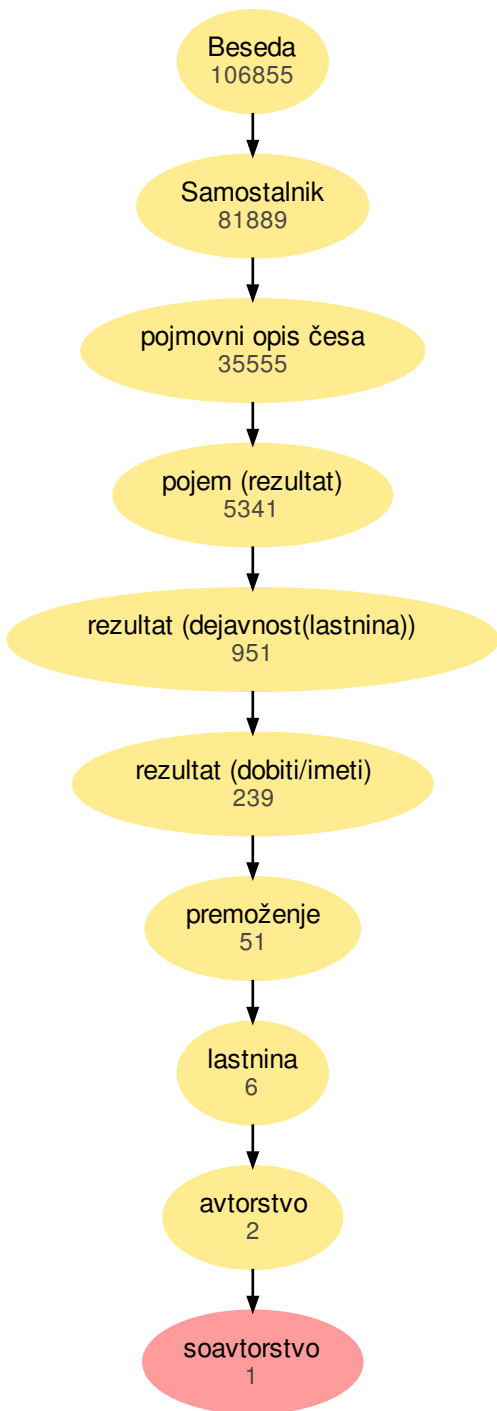 Beseda
106855
Samostalnik
81889
pojmovni opis česa
35555
pojem (rezultat)
5341
rezultat (dejavnost(lastnina))
951
rezultat (dobiti/imeti)
239
premoženje
51
lastnina
6
avtorstvo
2
soavtorstvo
1